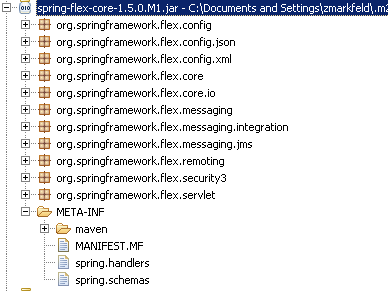 spring-flex-core-1.5.0.M1.jar - C:\Documents and Settings\zmarkfeld\.m2
org.springframework.flex.config
org.springframework.flex.config.json
org.springframework.flex.config.xml
org.springframework.flex.core
org.springframework.flex.core.io
org.springframework.flex.messaging
org.springframework.flex.messaging.integration
org.springframework.flex.messaging.jms
org.springframework.flex.remoting
org.springframework.flex.security3
org.springframework.flex.servlet
META-INF
maven
MANIFEST.MF
spring.handlers
spring.schemas